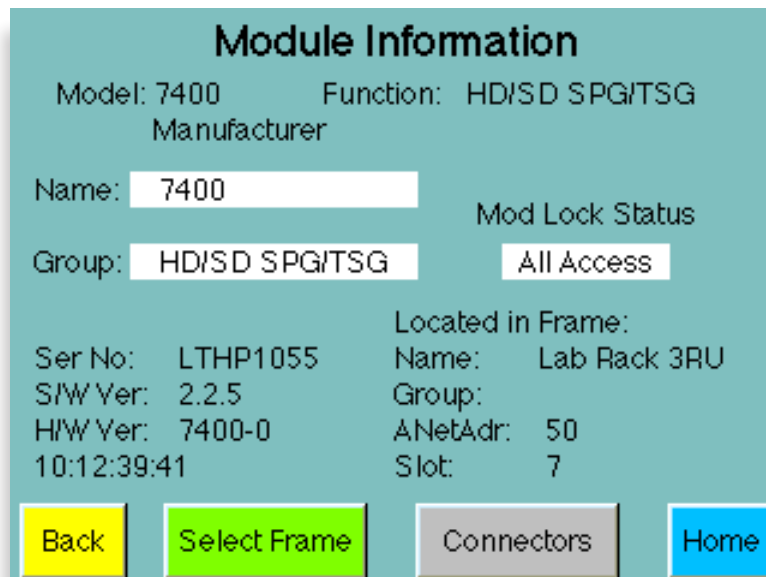 Module Information
Model: 7400 Function: HD/SD SPG/TSG
Manufacturer
Name: 7400
Mod Lock Status
Group: HD/SD SPG/TSG All Access
Located in Frame:
Ser No: LTHP1055 Name: Lab Rack 3RU
S/W Ver: 2.2.5 Group:
H/W Ver: 7400-0 ANetAdr: 50
10:12:39:41 Slot: 7
Back Select Frame Connectors Home